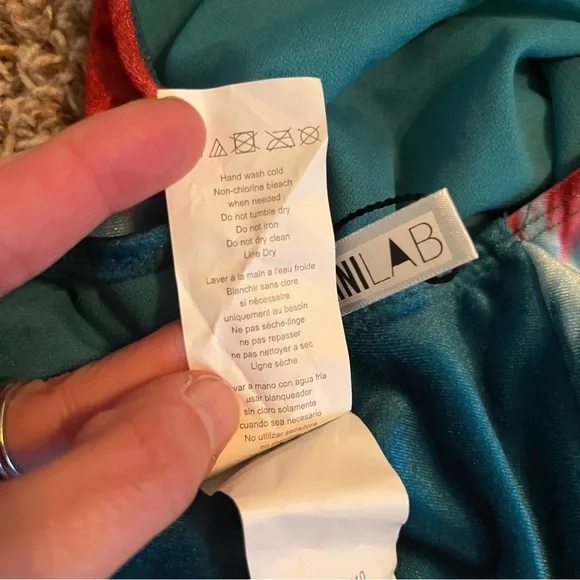 Hand wash cold
Non-chlorine bleach
when needed
Do not tumble dry
Do not iron
Do not dry clean
Line Dry
Laver à la main a l'eau froide
Blanchir sans clore
si nécessaire
uniquement au besoin
Ne pas sèche-linge
ne pas repasser
ne pas nettoyer a sec
Ligne sèche
var a mano con agua fria
usar blanqueador
sin cloro solamente
cuando sea necesario
No utilizar secadora
NILAB